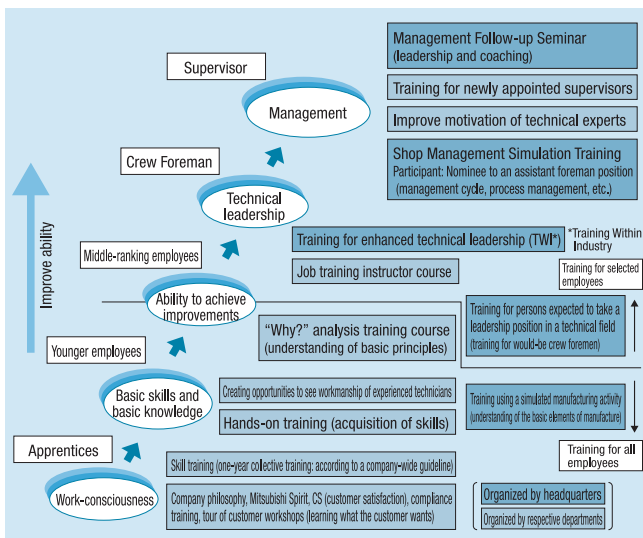 Management Follow-up Seminar
(leadership and coaching)
Supervisor
Training for newly appointed supervisors
Management
Improve motivation of technical experts
Crew Foreman
Shop Management Simulation Training
Participant: Nominee to an assistant foreman position
(management cycle, process management, etc.)
Technical
leadership
Improve ability
Training for enhanced technical leadership (TWI*)
*Training Within
Industry
Middle-ranking employees
Job training instructor course
Training for selected
employees
Ability to achieve
improvements
Training for persons expected to take a
leadership position in a technical field
(training for would-be crew foremen)
"Why?" analysis training course
(understanding of basic principles)
Younger employees
Basic skills and
basic knowledge
Creating opportunities to see workmanship of experienced technicians
Training using a simulated manufacturing activity
(understanding of the basic elements of manufacture)
Hands-on training (acquisition of skills)
Apprentices
Training for all
employees
Skill training (one-year colective training: according to a company-wide guideline)
Work-consciousness
Company philosophy, Mitsubishi Spirit, CS (customer satisfaction), compliance
training, tour of customer workshops (learning what the customer wants)
Organized by headquarters
Organized by respective departments